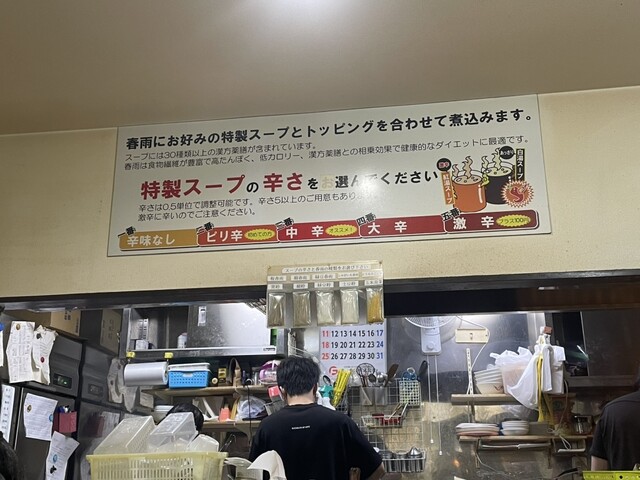 春雨にお好みの特製スープとトッピングを合わせて煮込みます。
スープには30種類以上の漢方薬膳が含まれています。
春雨は食物繊維が豊富で高たんぱく、低カロリー、漢方薬膳との相乗効果で健康的なダイエットに最適です。
特製スープの辛さをお選びください
辛さは0.5単位で調整可能です。辛さ5以上のご用意もあり
激辛に辛いのでご注意ください。
一番 辛味なし
二番 ピリ辛 初めての方
三番 中辛 オススメ!
四番 大辛
五番 激辛 プラス100円
11 12 13 14 15 16 17
18 19 20 21 22 23 24
25 26 27 28 29 30 31